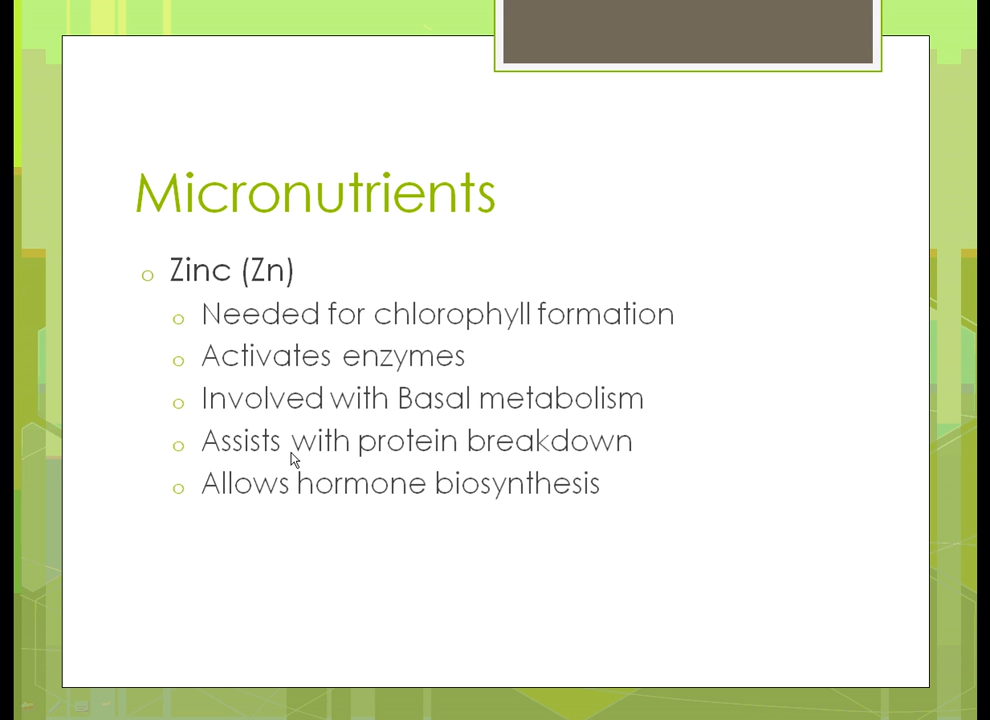 Micronutrients
Zinc (Zn)
Needed for chlorophyll formation
Activates enzymes
Involved with Basal metabolism
Assists with protein breakdown
Allows hormone biosynthesis